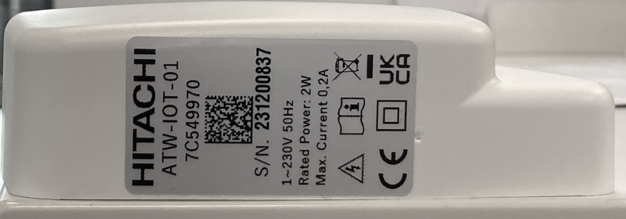 HITACHI
ATW-IOT-01
7C549970
S/N. 231200837
1~230V 50Hz
Rated Power: 2W
Max. Current 0,2A
CE
UK
CA